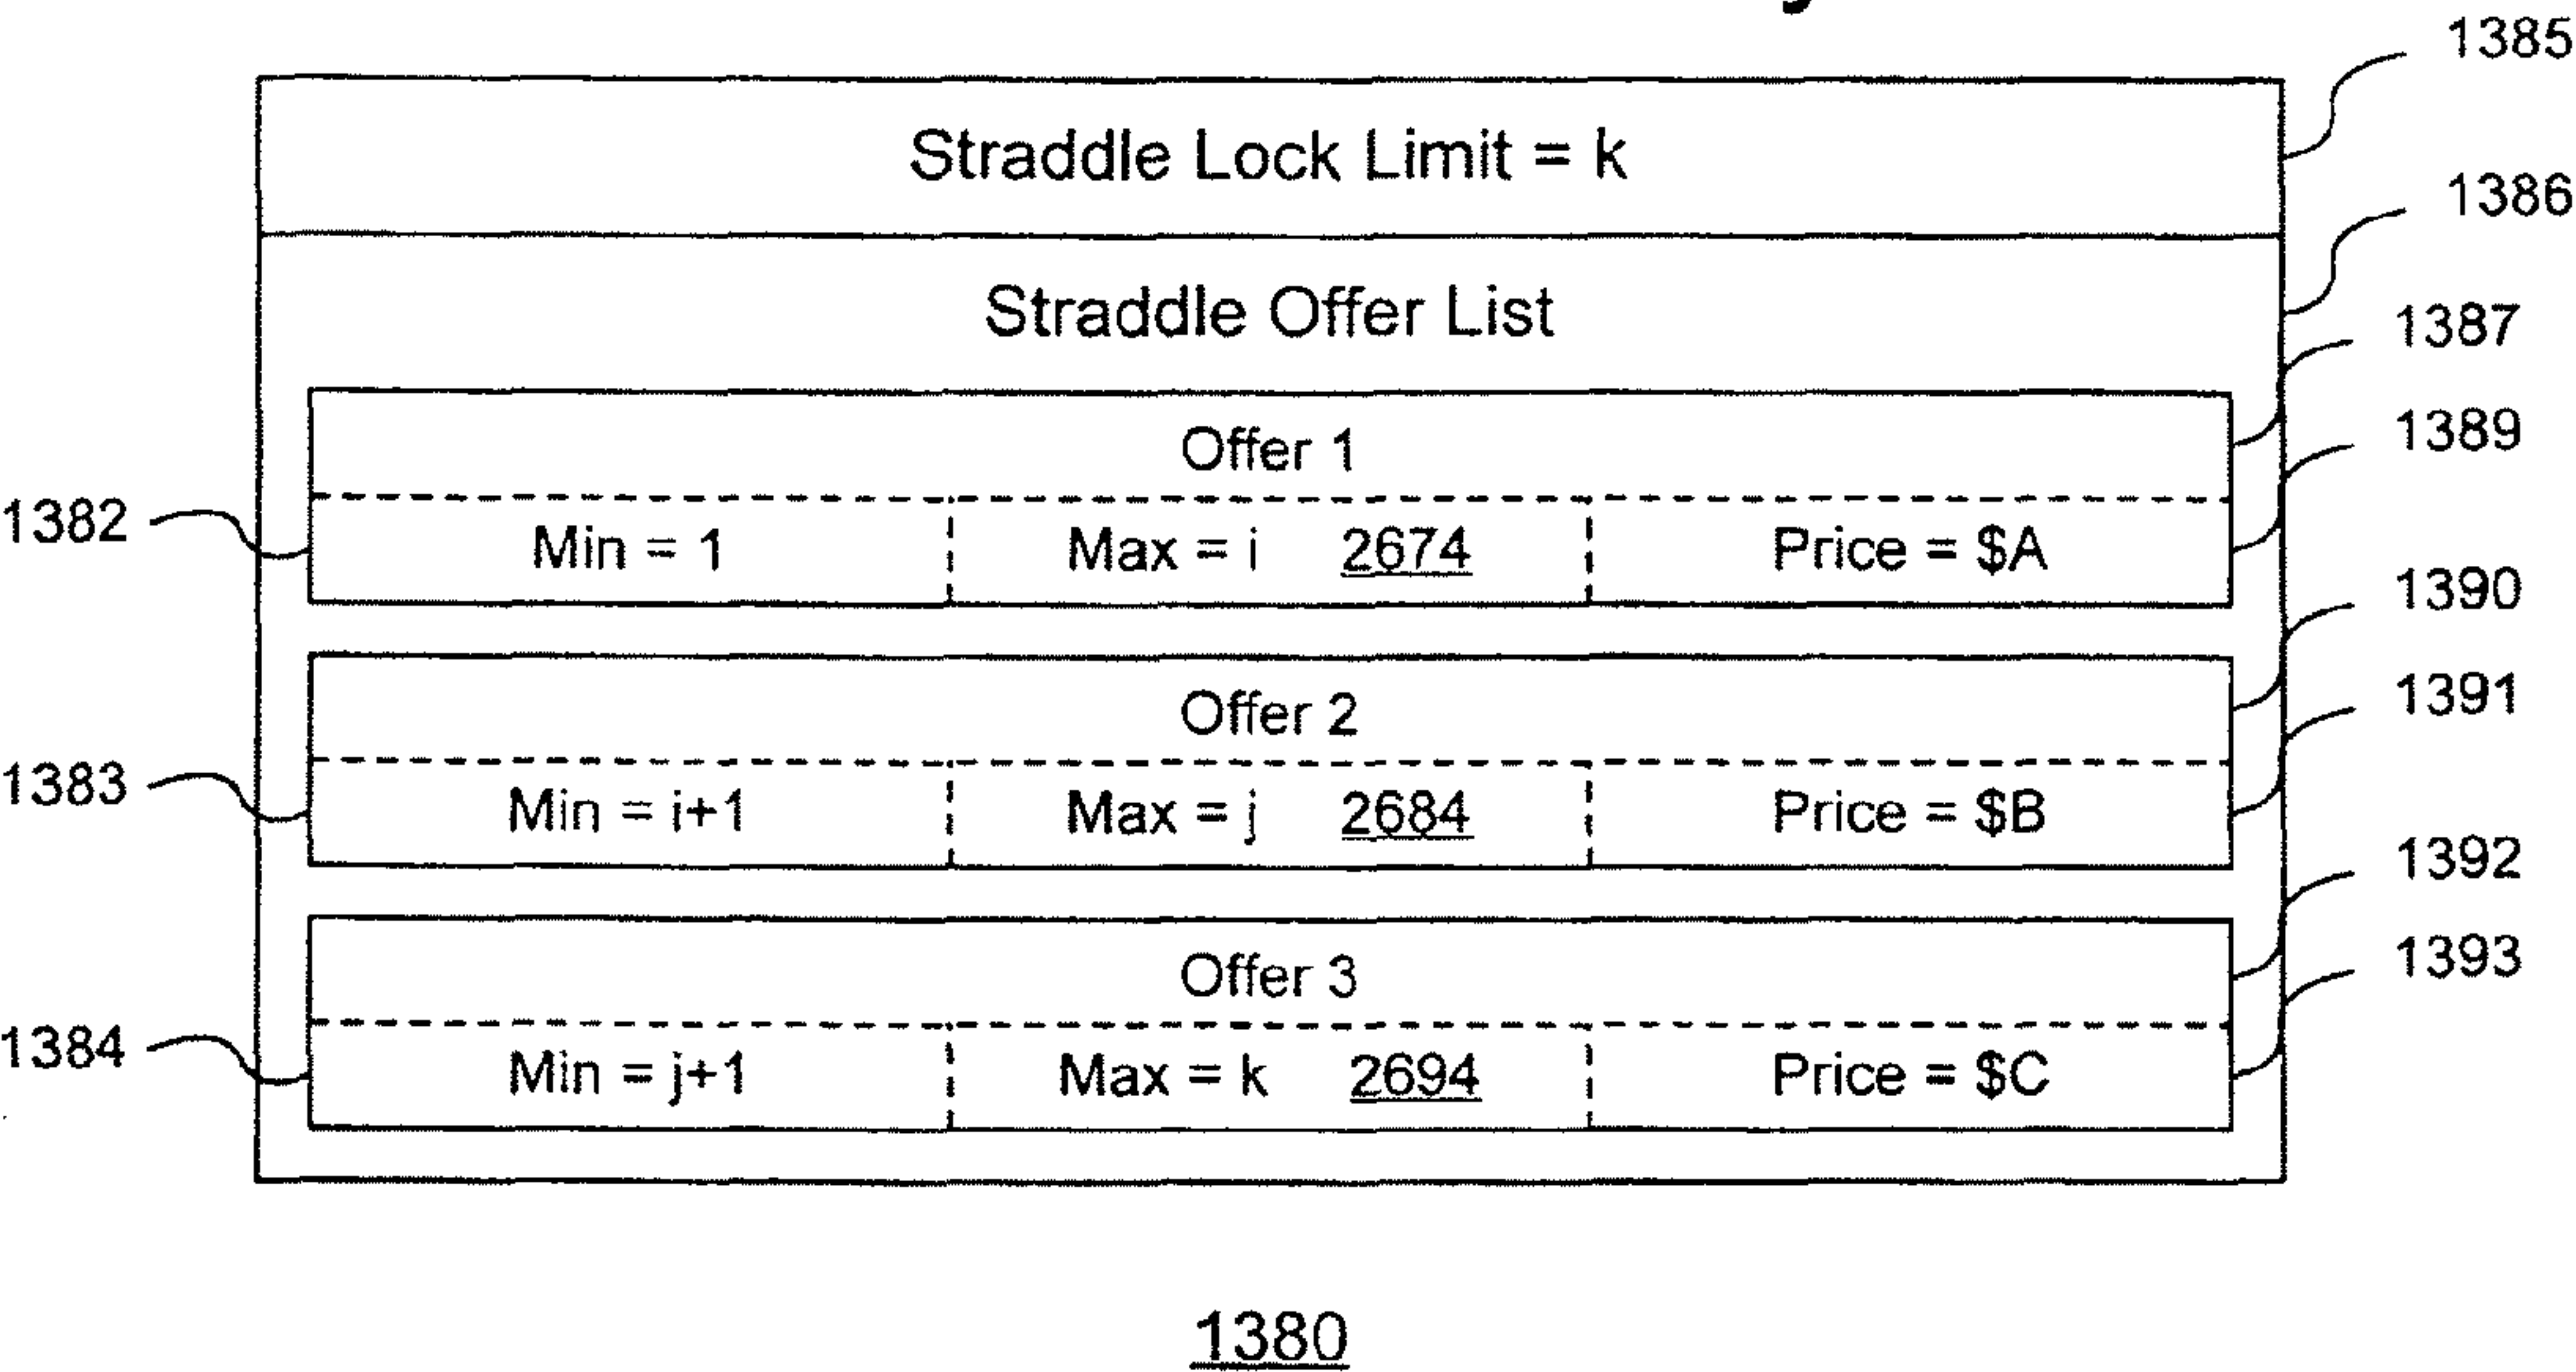 1385
Straddle Lock Limit = k
1386
Straddle Offer List
1387
Offer 1
1389
1382
Min = 1 Max = i 2674 Price = $A
1390
Offer 2
1391
1383
Min = i+1 Max = j 2684 Price = $B
1392
Offer 3
1393
1384
Min = j+1 Max = k 2694 Price = $C
1380